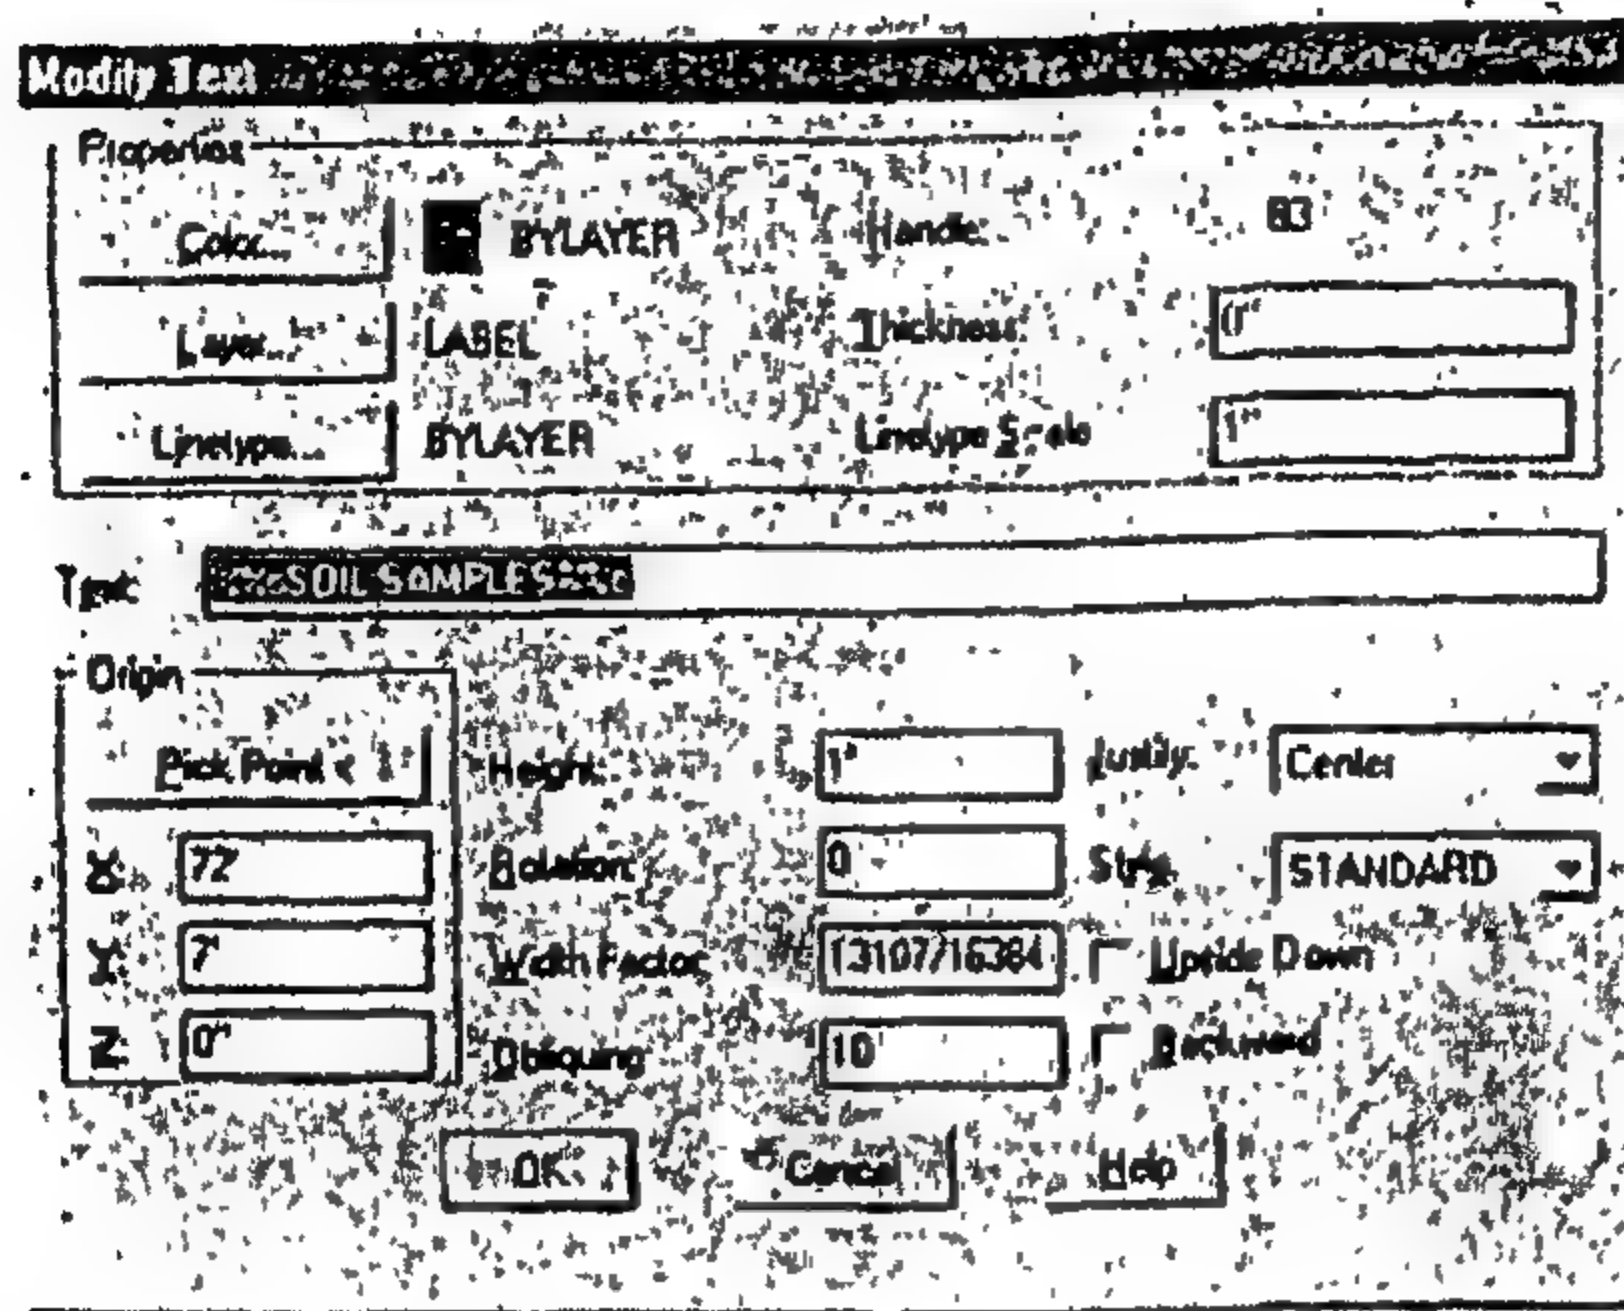 Modify Text
Properties
Color... BYLAYER Handle: B3
Layer... LABEL Thickness: 0"
Linetype... BYLAYER Linetype Scale 1"
Text: %%uSOIL SAMPLES%%u
Origin
Pick Point < Height: 1" Justify: Center
X: 72' Rotation: 0 Style: STANDARD
Y: 7' Width Factor: 13107/16384 Upside Down
Z: 0" Obliquing: 10 Backward
OK Cancel Help